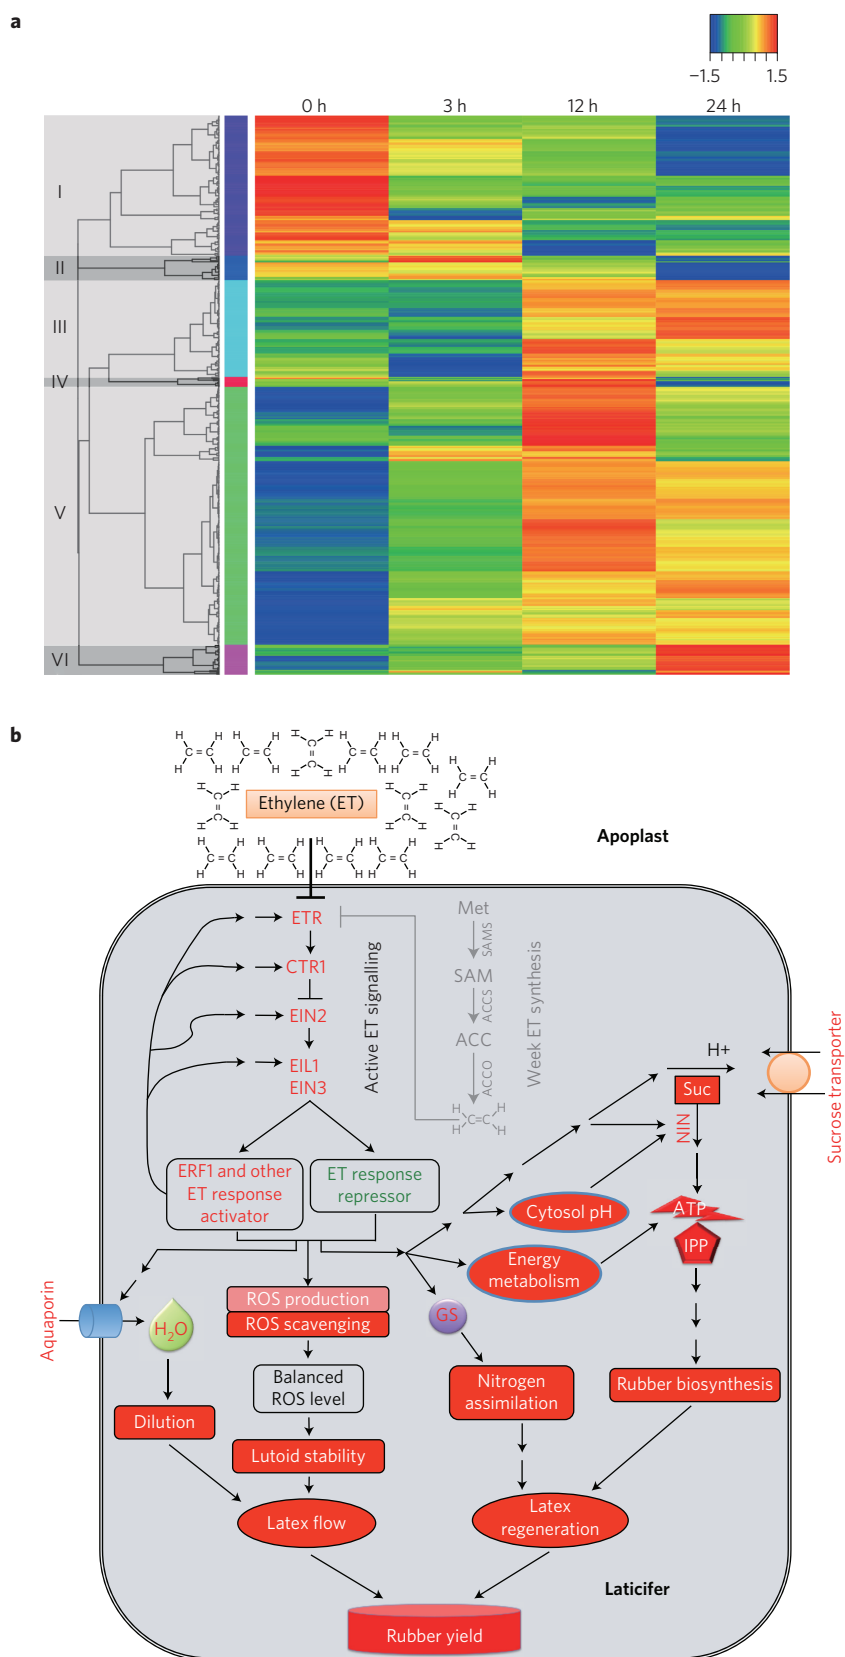 a
−1.5 1.5
0 h 3 h 12 h 24 h
I
II
III
IV
V
VI
b
H H H H H H H H H H
C=C C=C C=C C=C C=C
H H H H H H H H H H
H H
C=C
H H
H H
C=C
H H
Ethylene (ET)
H H
C=C
H H
H H
C=C
H H
Apoplast
H H H H H H H H
C=C C=C C=C C=C
H H H H H H H H
ETR
CTR1
EIN2
EIL1
EIN3
Active ET signalling
Met
SAMS
SAM
ACCS
ACC
ACCO
H H
C=C
H H
Week ET synthesis
H+
Suc
NIN
Sucrose transporter
ERF1 and other
ET response
activator
ET response
repressor
Cytosol pH
ATP
IPP
Energy
metabolism
Aquaporin
H2O
ROS production
ROS scavenging
GS
Balanced
ROS level
Nitrogen
assimilation
Rubber biosynthesis
Dilution
Lutoid stability
Latex flow
Latex
regeneration
Laticifer
Rubber yield